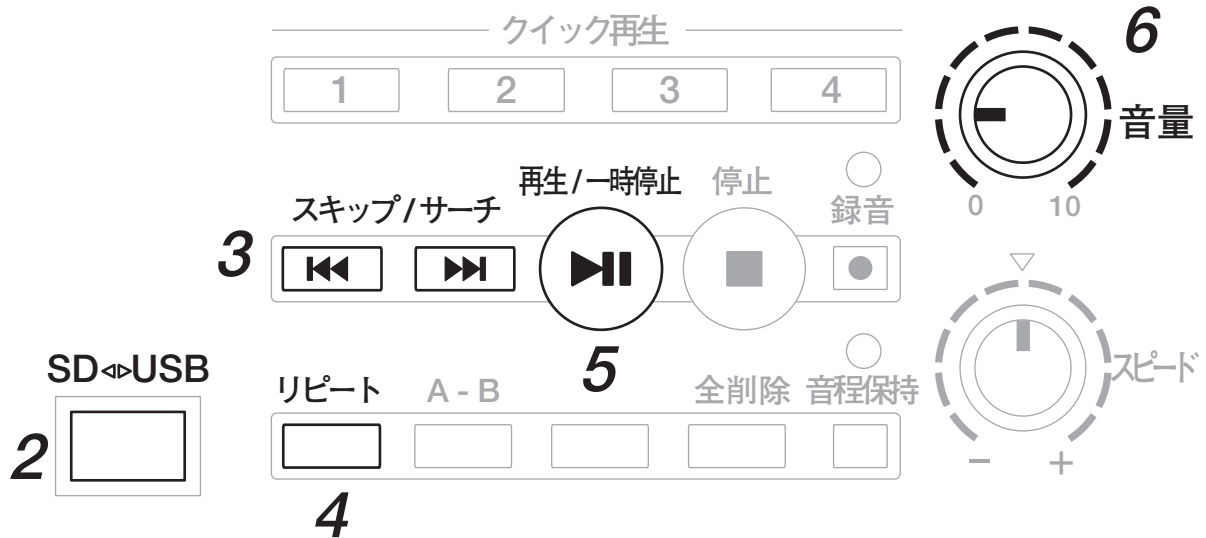 クイック再生
6
1 2 3 4
音量
0 10
再生/一時停止 停止
スキップ/サーチ 録音
3
SD◃▹USB
5
スピード
リピート A - B 全削除 音程保持
2
− +
4